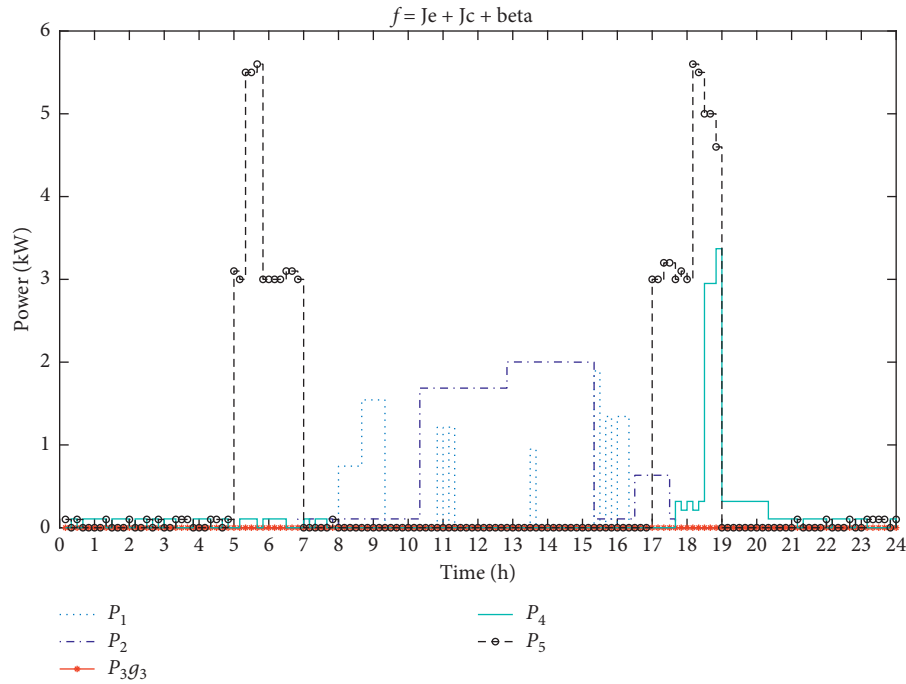 f = Je + Jc + beta
Power (kW)
6
5
4
3
2
1
0
0 1 2 3 4 5 6 7 8 9 10 11 12 13 14 15 16 17 18 19 20 21 22 23 24
Time (h)
P1 P4
P2 P5
P3g3